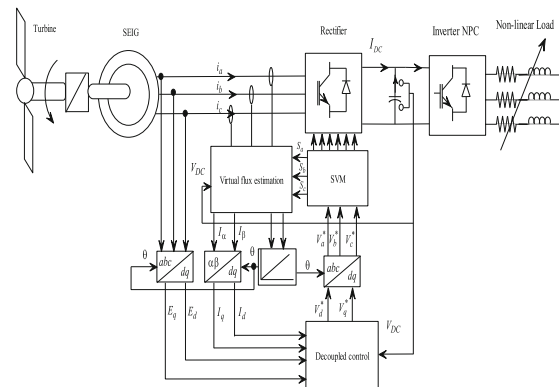 Turbine
SEIG
Rectifier
I_DC
Inverter NPC
Non-linear Load
i_a
i_b
i_c
V_DC
Virtual flux estimation
S_a
S_b
S_c
SVM
I_α
I_β
V_a^* V_b^* V_c^*
θ
abc
dq
αβ
dq
θ
θ
abc
dq
E_q
E_d
I_q
I_d
V_d^*
V_q^*
V_DC
Decoupled control